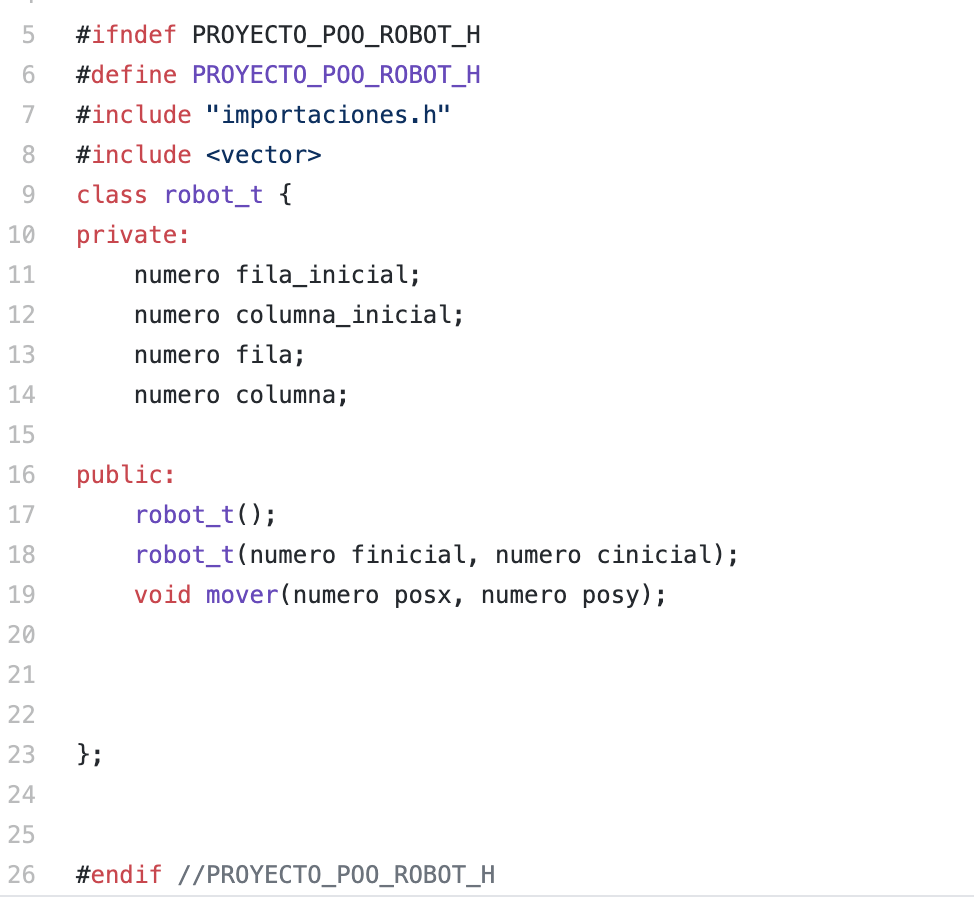 5 #ifndef PROYECTO_POO_ROBOT_H
6 #define PROYECTO_POO_ROBOT_H
7 #include "importaciones.h"
8 #include <vector>
9 class robot_t {
10 private:
11     numero fila_inicial;
12     numero columna_inicial;
13     numero fila;
14     numero columna;
15
16 public:
17     robot_t();
18     robot_t(numero finicial, numero cinicial);
19     void mover(numero posx, numero posy);
20
21
22
23 };
24
25
26 #endif //PROYECTO_POO_ROBOT_H